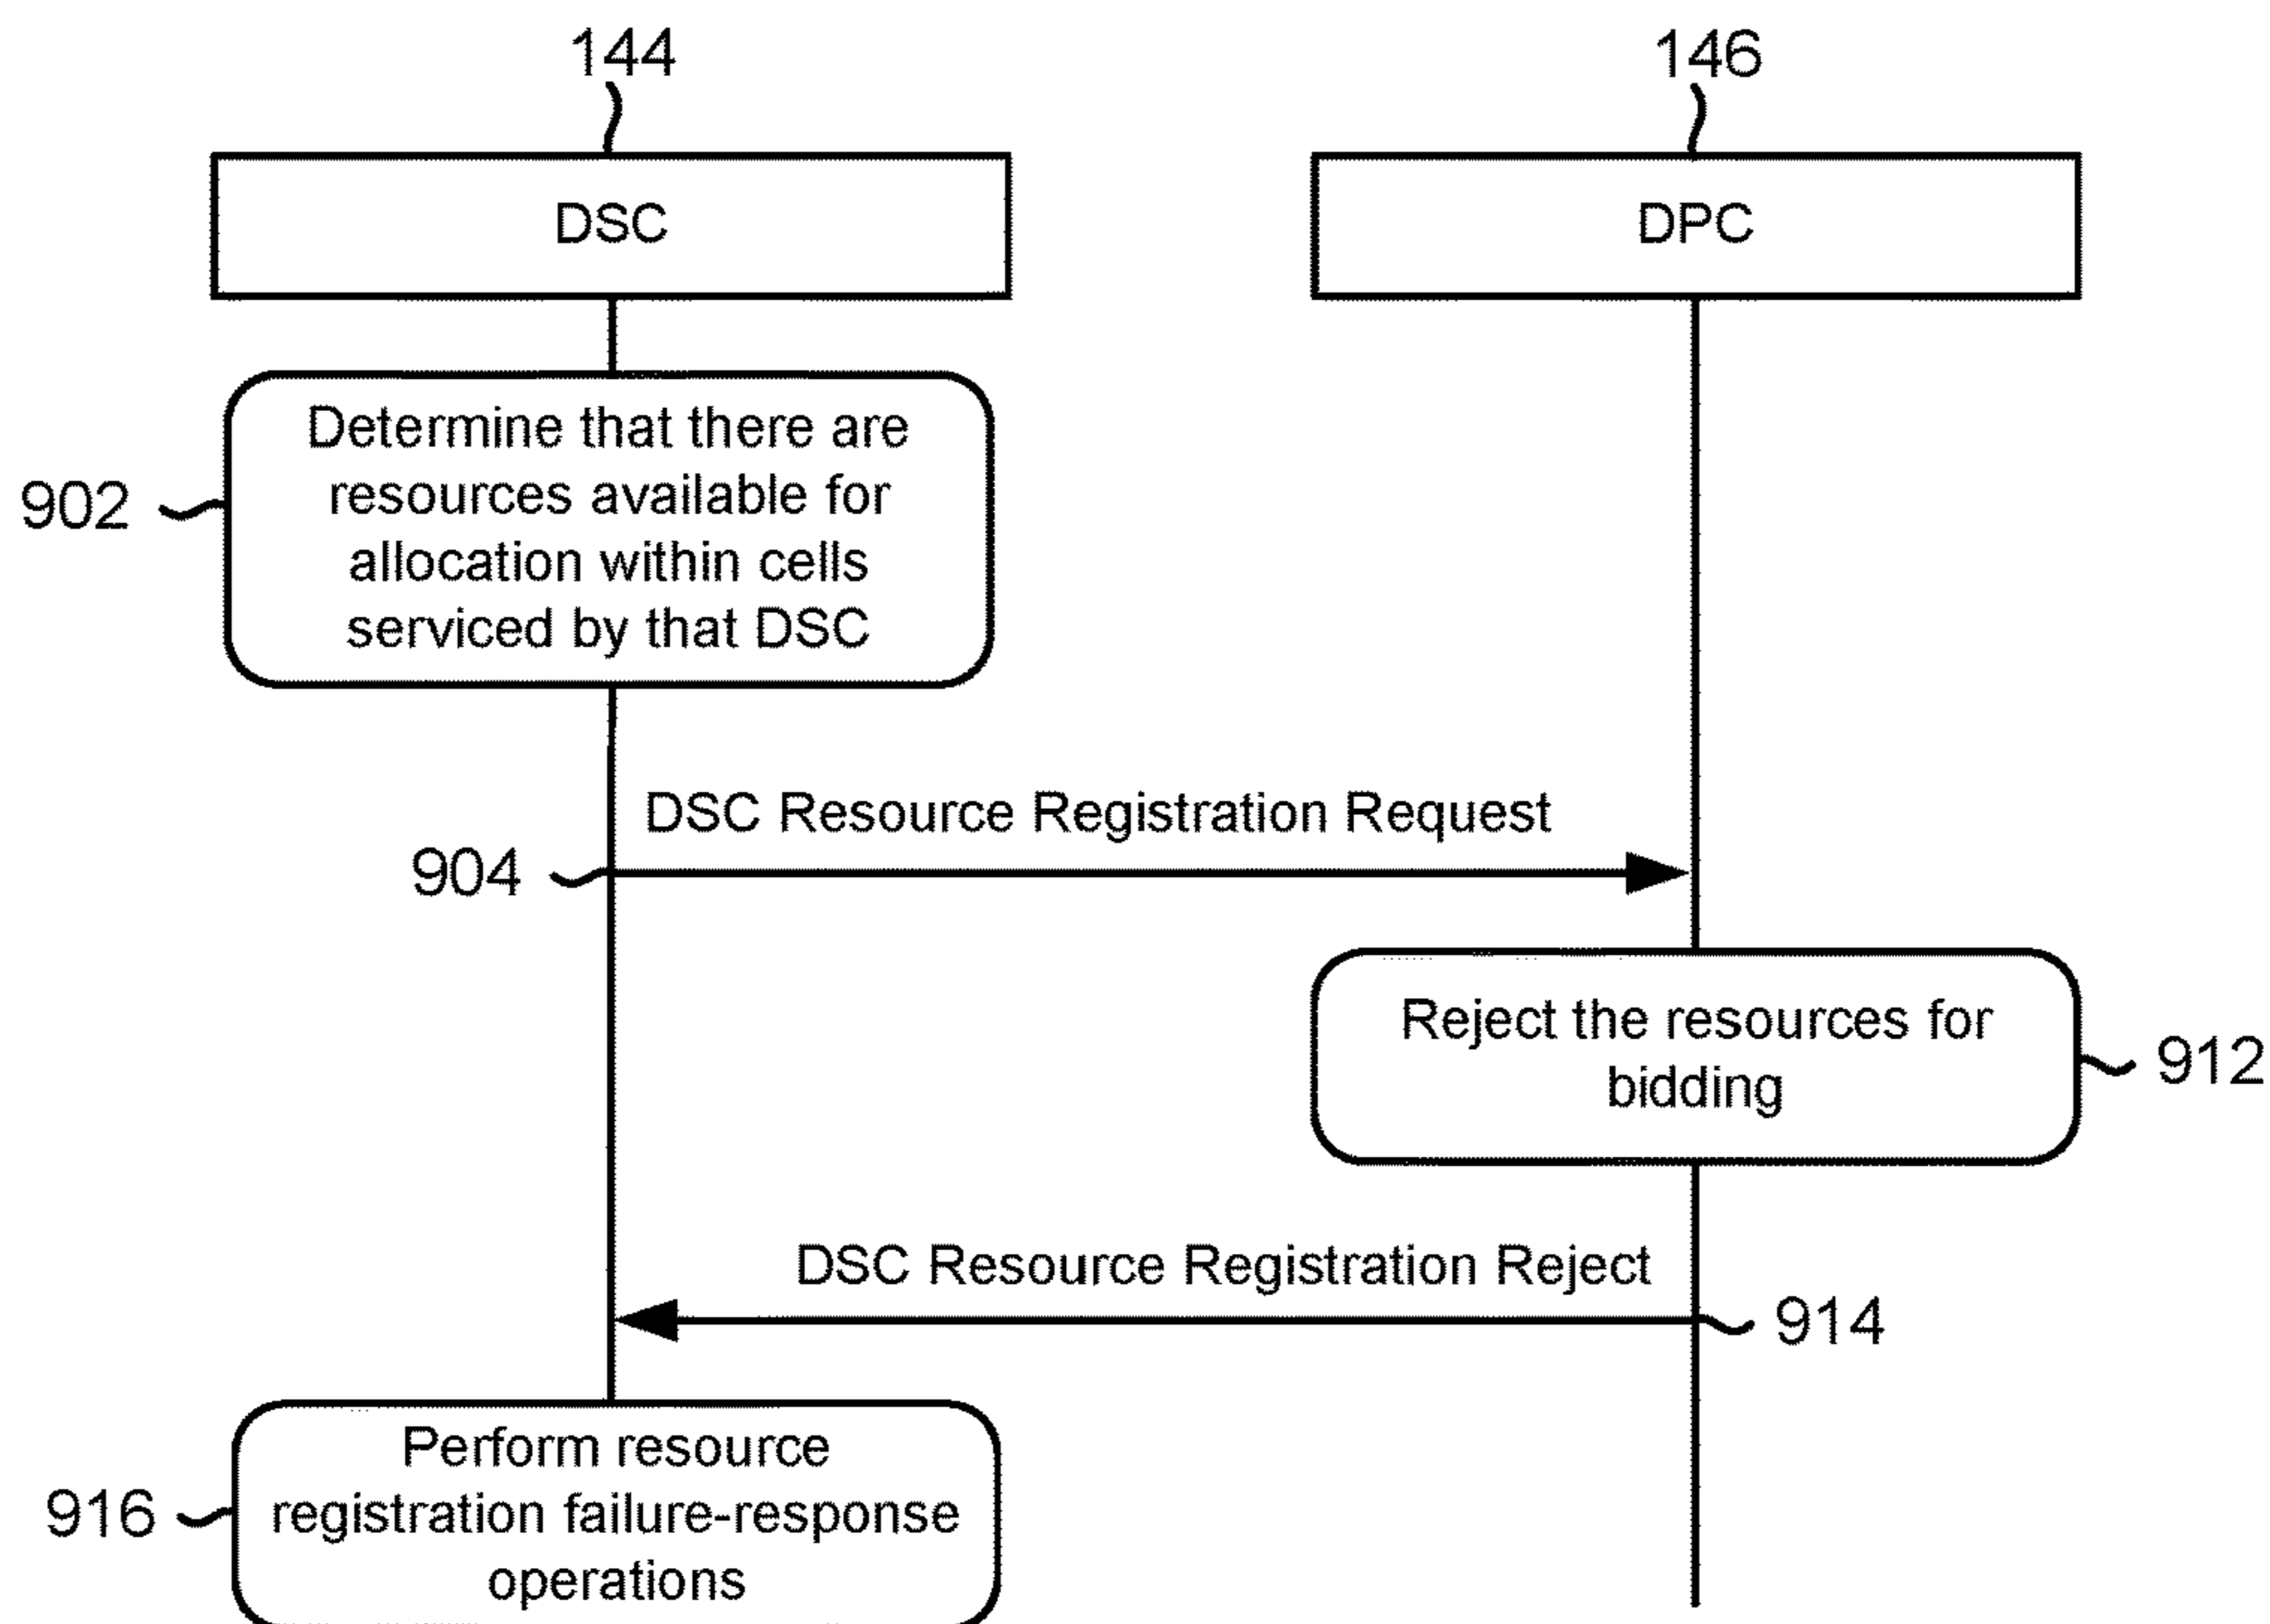 144
146
DSC
DPC
Determine that there are
resources available for
allocation within cells
serviced by that DSC
902
DSC Resource Registration Request
904
Reject the resources for
bidding
912
DSC Resource Registration Reject
914
Perform resource
registration failure-response
operations
916